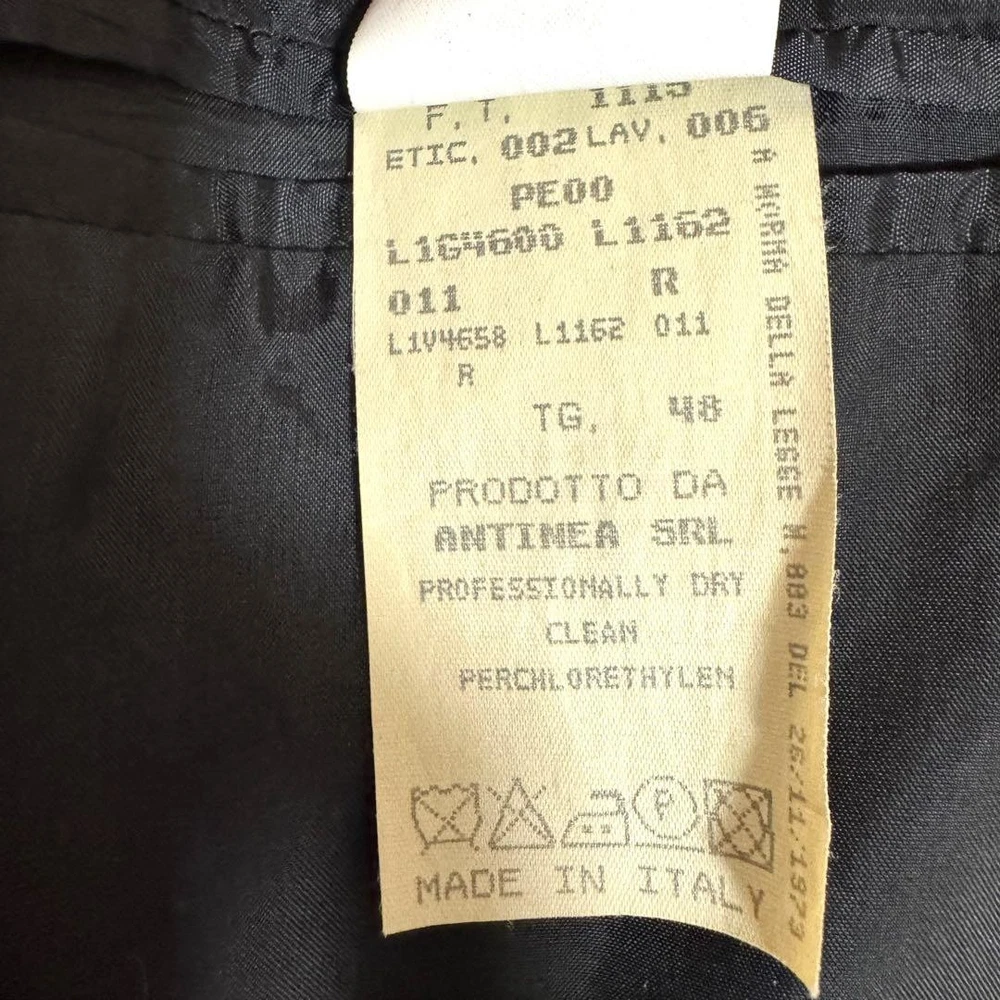 F.T. 1115
ETIC. 002 LAV. 006
PE00
L1G4600 L1162
011 R
L1V4658 L1162 011
R
TG. 48
PRODOTTO DA
ANTINEA SRL
PROFESSIONALLY DRY
CLEAN
PERCHLORETHYLEN
P
MADE IN ITALY
A NORMA DELLA LEGGE N.883 DEL 26/11/1973